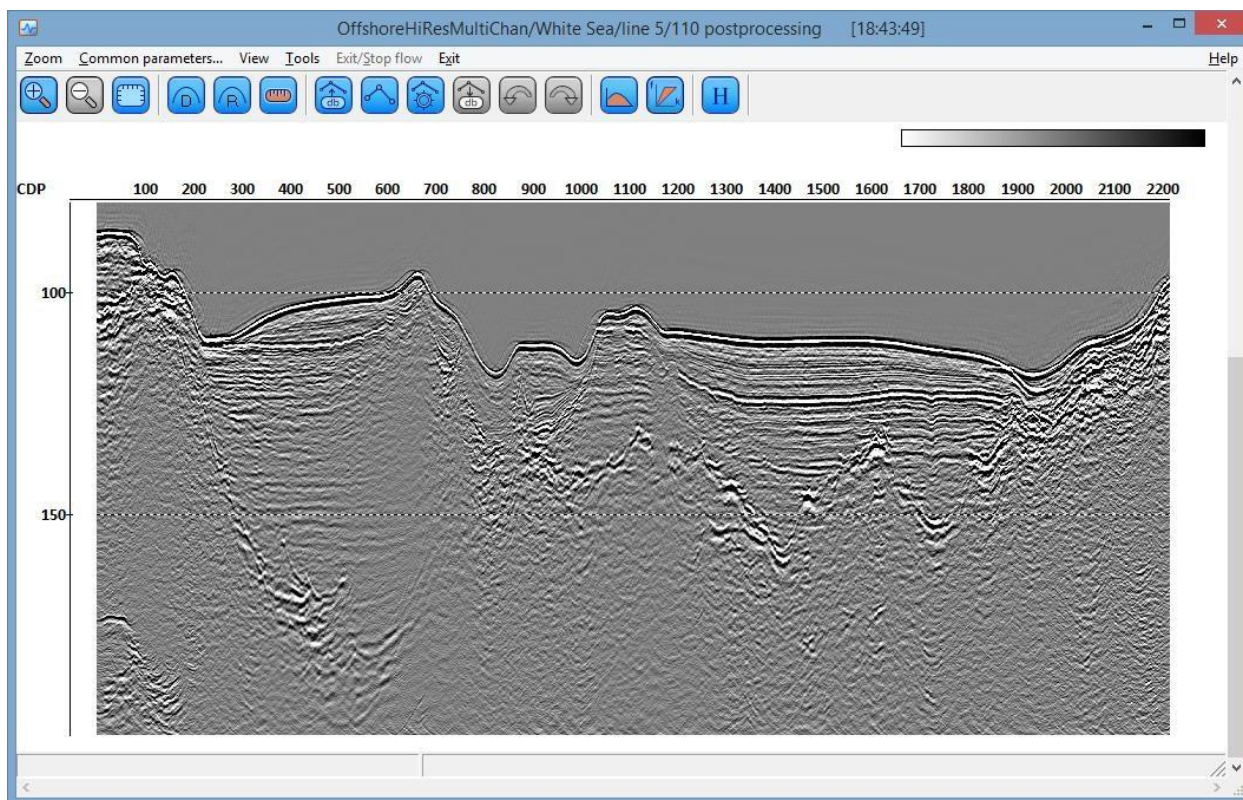 OffshoreHiResMultiChan/White Sea/line 5/110 postprocessing [18:43:49]
Zoom Common parameters... View Tools Exit/Stop flow Exit Help
D R db db f k H
CDP 100 200 300 400 500 600 700 800 900 1000 1100 1200 1300 1400 1500 1600 1700 1800 1900 2000 2100 2200
100
150